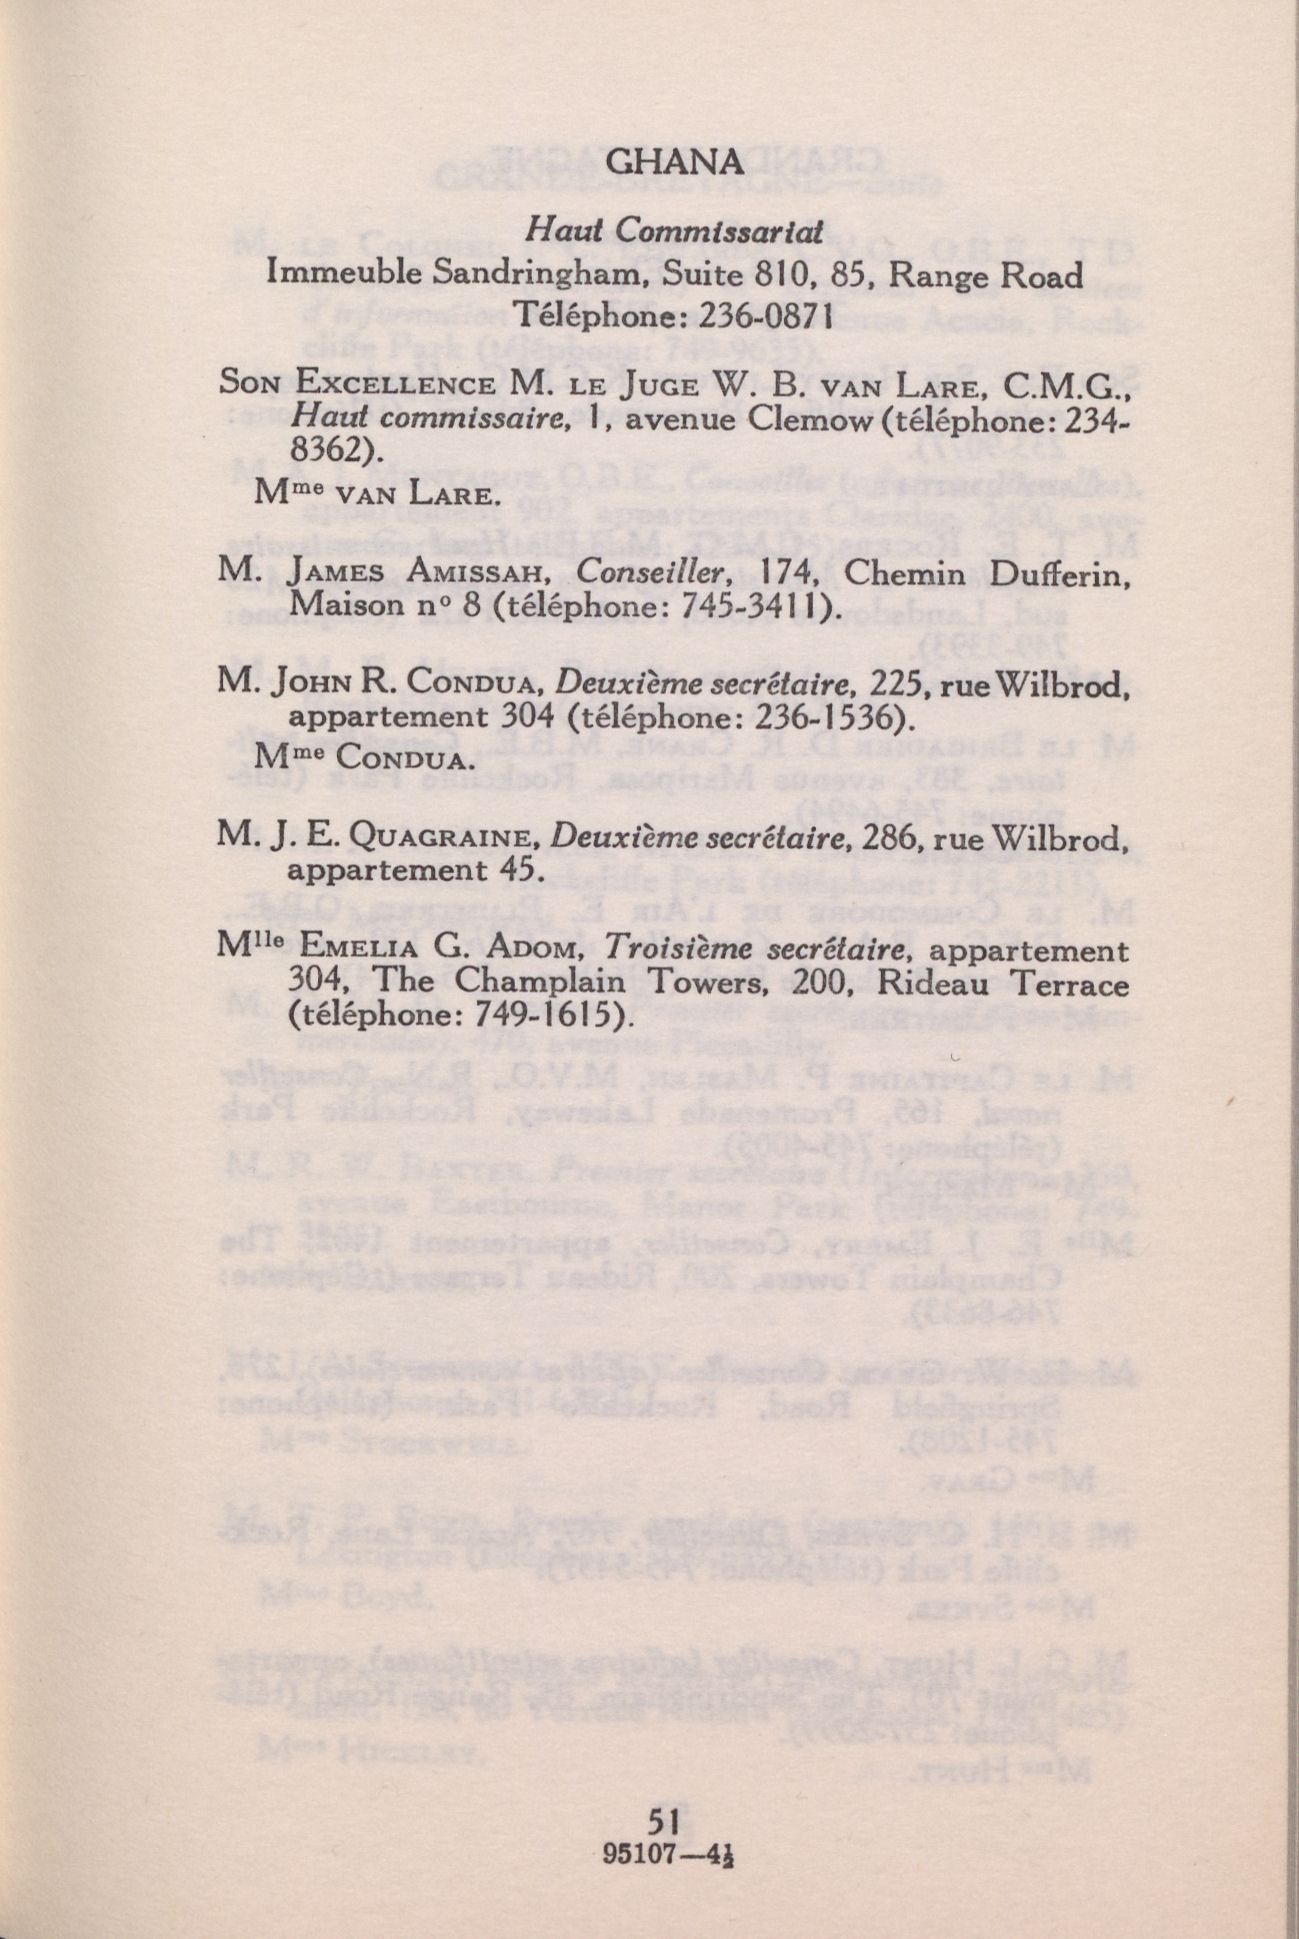 GHANA
Haut Commissariat
Immeuble Sandringham, Suite 810, 85, Range Road
Téléphone: 236-0871
SON EXCELLENCE M. LE JUGE W. B. VAN LARE, C.M.G.,
Haut commissaire, 1, avenue Clemow (téléphone: 234-
8362).
Mme VAN LARE.
M. JAMES AMISSAH, Conseiller, 174, Chemin Dufferin,
Maison no 8 (téléphone: 745-3411).
M. JOHN R. CONDUA, Deuxième secrétaire, 225, rue Wilbrod,
appartement 304 (téléphone: 236-1536).
Mme CONDUA.
M. J. E. QUAGRAINE, Deuxième secrétaire, 286, rue Wilbrod,
appartement 45.
Mlle EMELIA G. ADOM, Troisième secrétaire, appartement
304, The Champlain Towers, 200, Rideau Terrace
(téléphone: 749-1615).
51
95107—4½